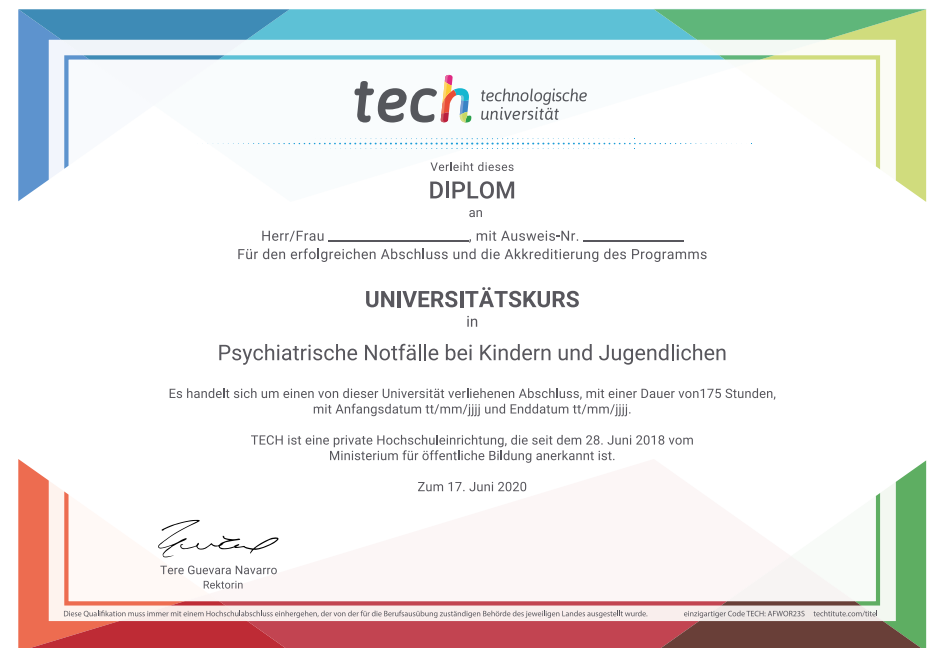 tech technologische
universität
Verleiht dieses
DIPLOM
an
Herr/Frau ____________________, mit Ausweis-Nr. ______________
Für den erfolgreichen Abschluss und die Akkreditierung des Programms
UNIVERSITÄTSKURS
in
Psychiatrische Notfälle bei Kindern und Jugendlichen
Es handelt sich um einen von dieser Universität verliehenen Abschluss, mit einer Dauer von175 Stunden,
mit Anfangsdatum tt/mm/jjjj und Enddatum tt/mm/jjjj.
TECH ist eine private Hochschuleinrichtung, die seit dem 28. Juni 2018 vom
Ministerium für öffentliche Bildung anerkannt ist.
Zum 17. Juni 2020
Tere Guevara Navarro
Rektorin
Diese Qualifikation muss immer mit einem Hochschulabschluss einhergehen, der von der für die Berufsausübung zuständigen Behörde des jeweiligen Landes ausgestellt wurde. einzigartiger Code TECH: AFWOR23S techtitute.com/titel